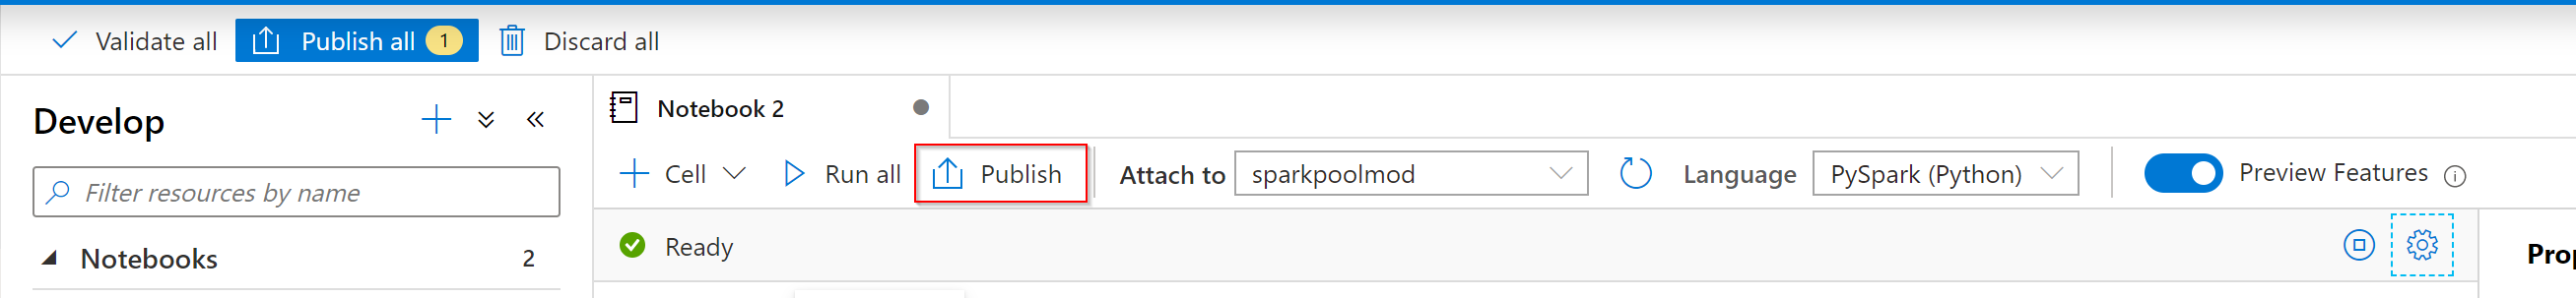 Validate all Publish all 1 Discard all
Develop
Notebook 2
Cell Run all Publish Attach to sparkpoolmod Language PySpark (Python) Preview Features
Filter resources by name
Ready
Notebooks 2
Prop